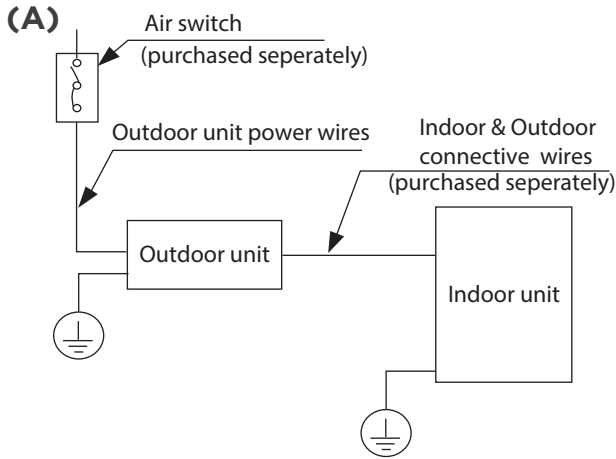 (A)
Air switch
(purchased seperately)
Outdoor unit power wires
Indoor & Outdoor
connective wires
(purchased seperately)
Outdoor unit
Indoor unit